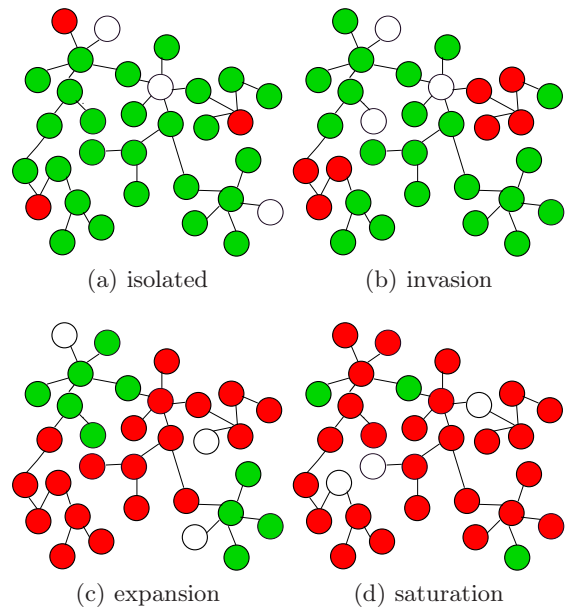 (a) isolated
(b) invasion
(c) expansion
(d) saturation